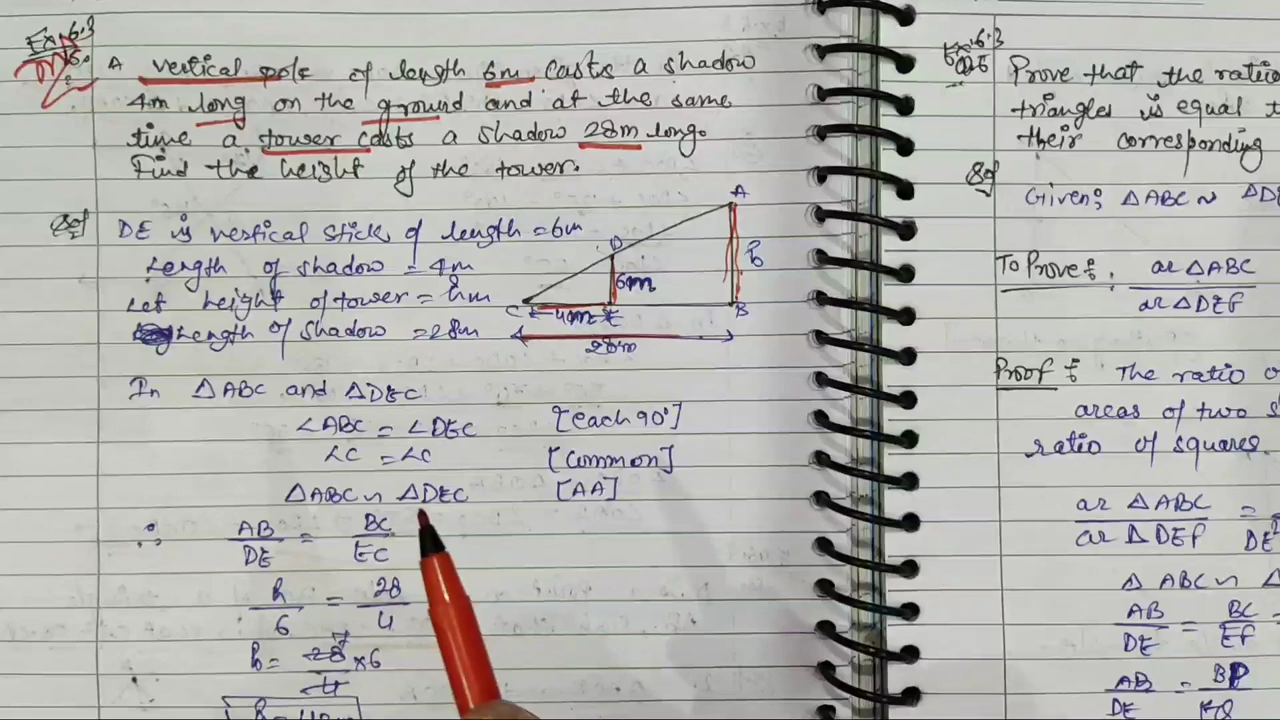 Ex 6.3
A vertical pole of length 6m casts a shadow
4m long on the ground and at the same
time a tower casts a shadow 28m long.
Find the height of the tower.
Sol
DE is vertical stick of length = 6m
Length of shadow = 4m
Let height of tower = hm
Length of shadow = 28m
A
D
h
6m
C
4m
E
B
28m
In △ABC and △DEC
∠ABC = ∠DEC [each 90°]
∠C = ∠C [Common]
△ABC ~ △DEC [AA]
∴ AB/DE = BC/EC
h/6 = 28/4
h = 28/4 × 6
Ex 6.3
Prove that the ratio
triangles is equal t
their corresponding
Sol
Given: △ABC ~ △D
To Prove: ar △ABC
ar △DEF
Proof: The ratio o
areas of two s
ratio of squares.
ar △ABC =
ar △DEF DE²
△ABC ~ △
AB/DE = BC/EF =
AB =
DE